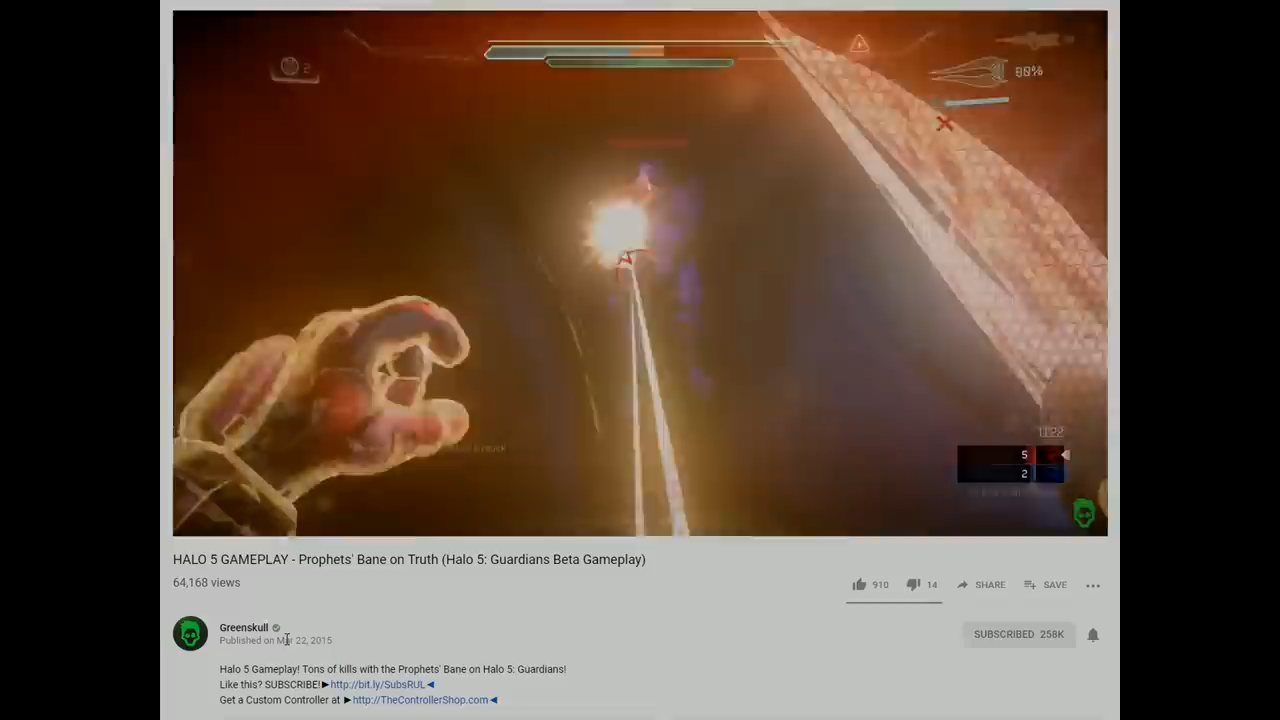 2
80%
11:22
5
2
HALO 5 GAMEPLAY - Prophets' Bane on Truth (Halo 5: Guardians Beta Gameplay)
64,168 views
910
14
SHARE
SAVE
Greenskull
Published on Mar 22, 2015
SUBSCRIBED 258K
Halo 5 Gameplay! Tons of kills with the Prophets' Bane on Halo 5: Guardians!
Like this? SUBSCRIBE!►http://bit.ly/SubsRUL◄
Get a Custom Controller at ►http://TheControllerShop.com◄